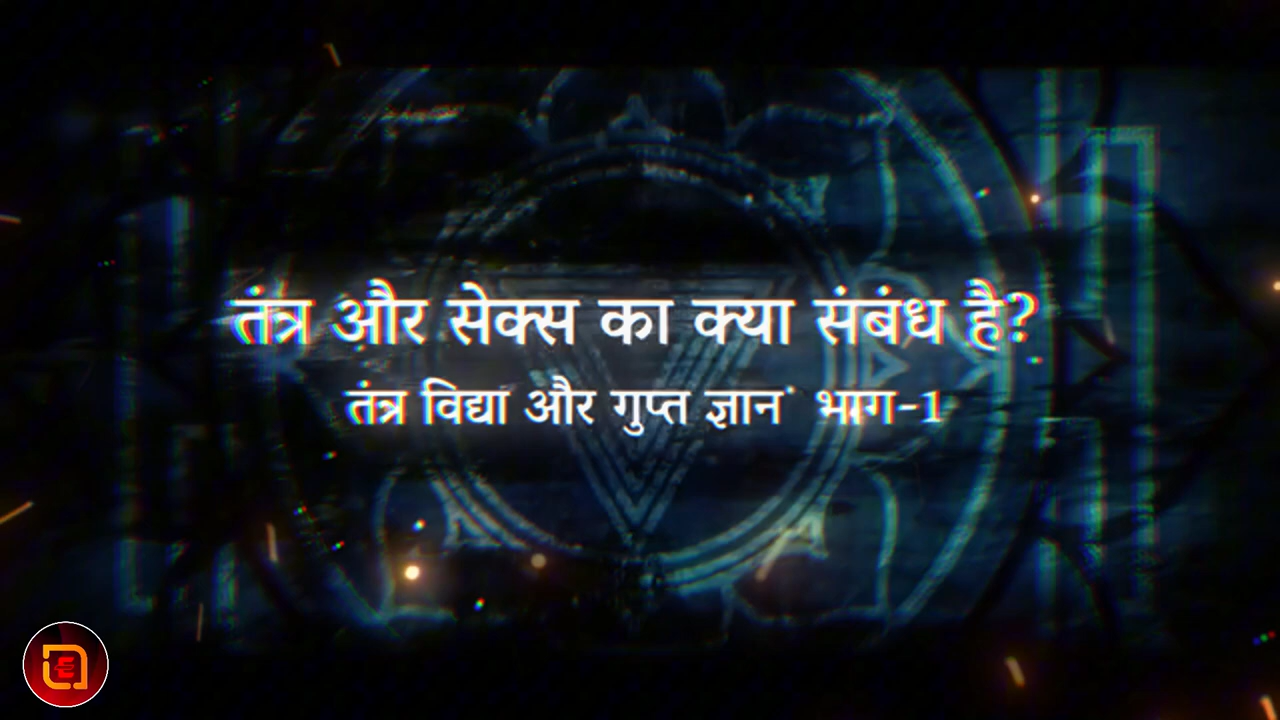 तंत्र और सेक्स का क्या संबंध है?
तंत्र विद्या और गुप्त ज्ञान भाग-1